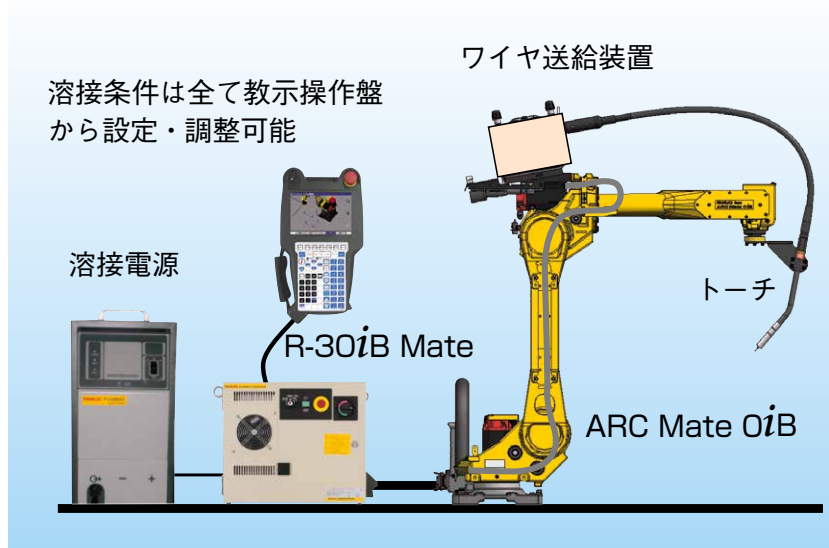 ワイヤ送給装置
溶接条件は全て教示操作盤
から設定・調整可能
溶接電源
トーチ
R-30iB Mate
ARC Mate 0iB